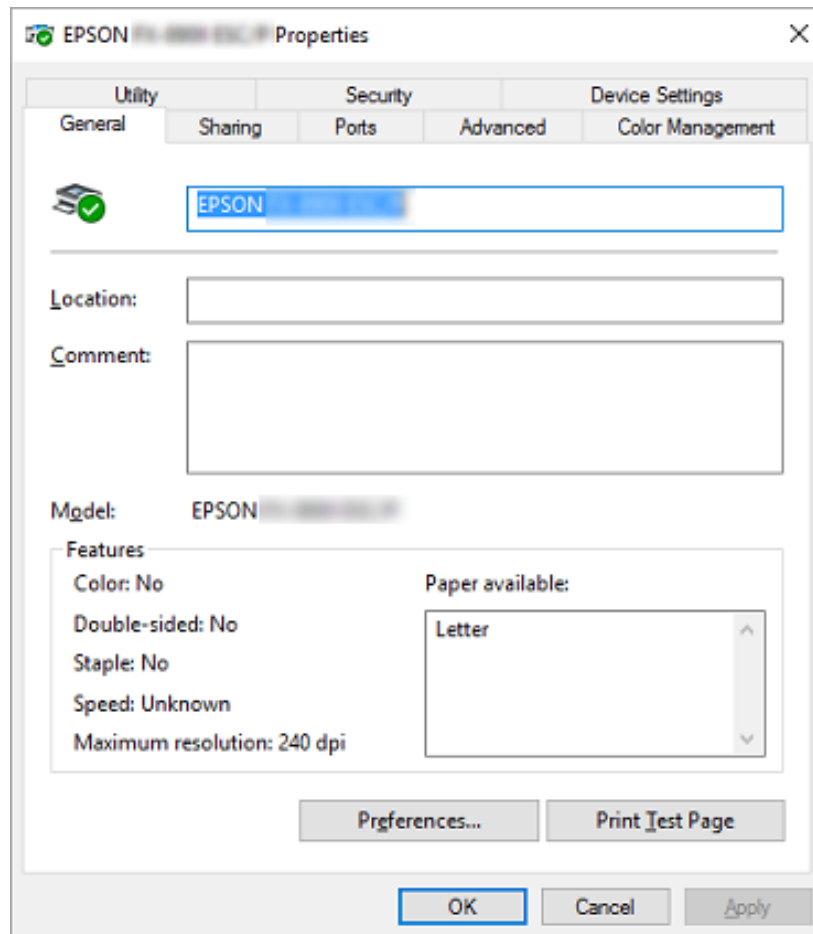 EPSON Properties
Utility Security Device Settings
General Sharing Ports Advanced Color Management
EPSON
Location:
Comment:
Model: EPSON
Features
Color: No
Paper available:
Double-sided: No
Letter
Staple: No
Speed: Unknown
Maximum resolution: 240 dpi
Preferences... Print Test Page
OK Cancel Apply